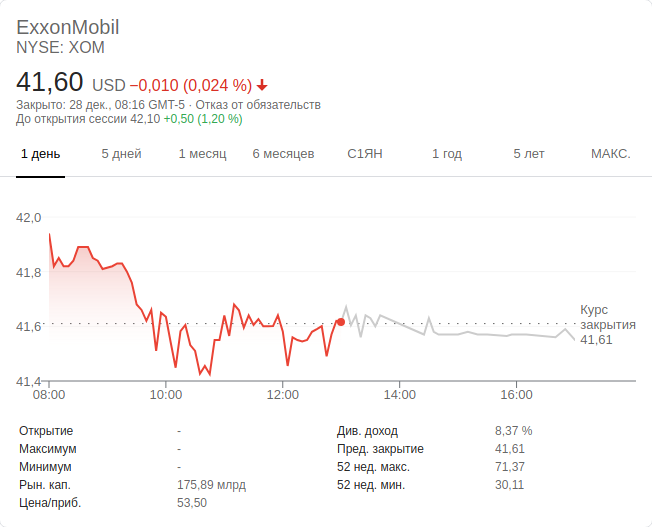 ExxonMobil
NYSE: XOM
41,60 USD −0,010 (0,024 %)
Закрыто: 28 дек., 08:16 GMT-5 · Отказ от обязательств
До открытия сессии 42,10 +0,50 (1,20 %)
1 день 5 дней 1 месяц 6 месяцев С1ЯН 1 год 5 лет МАКС.
42,0
41,8
41,6
41,4
Курс
закрытия
41,61
08:00 10:00 12:00 14:00 16:00
Открытие - Див. доход 8,37 %
Максимум - Пред. закрытие 41,61
Минимум - 52 нед. макс. 71,37
Рын. кап. 175,89 млрд 52 нед. мин. 30,11
Цена/приб. 53,50